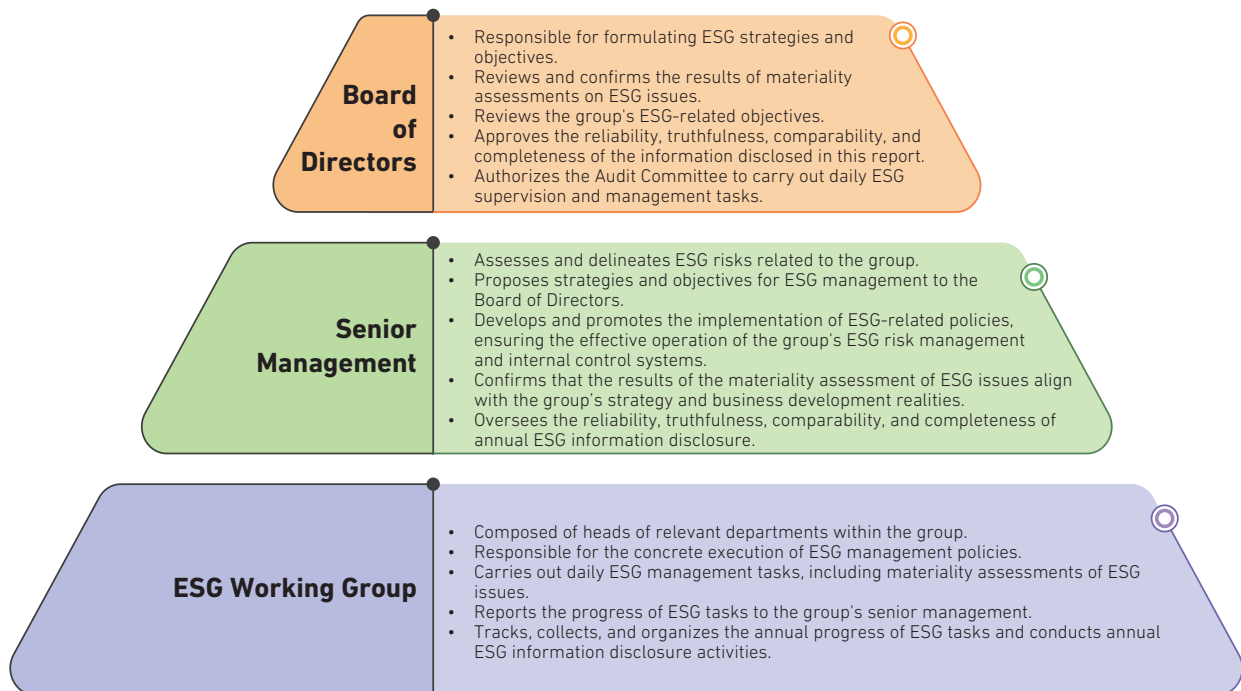 Board
of
Directors
• Responsible for formulating ESG strategies and
objectives.
• Reviews and confirms the results of materiality
assessments on ESG issues.
• Reviews the group's ESG-related objectives.
• Approves the reliability, truthfulness, comparability, and
completeness of the information disclosed in this report.
• Authorizes the Audit Committee to carry out daily ESG
supervision and management tasks.
Senior
Management
• Assesses and delineates ESG risks related to the group.
• Proposes strategies and objectives for ESG management to the
Board of Directors.
• Develops and promotes the implementation of ESG-related policies,
ensuring the effective operation of the group's ESG risk management
and internal control systems.
• Confirms that the results of the materiality assessment of ESG issues align
with the group's strategy and business development realities.
• Oversees the reliability, truthfulness, comparability, and completeness of
annual ESG information disclosure.
ESG Working Group
• Composed of heads of relevant departments within the group.
• Responsible for the concrete execution of ESG management policies.
• Carries out daily ESG management tasks, including materiality assessments of ESG
issues.
• Reports the progress of ESG tasks to the group's senior management.
• Tracks, collects, and organizes the annual progress of ESG tasks and conducts annual
ESG information disclosure activities.